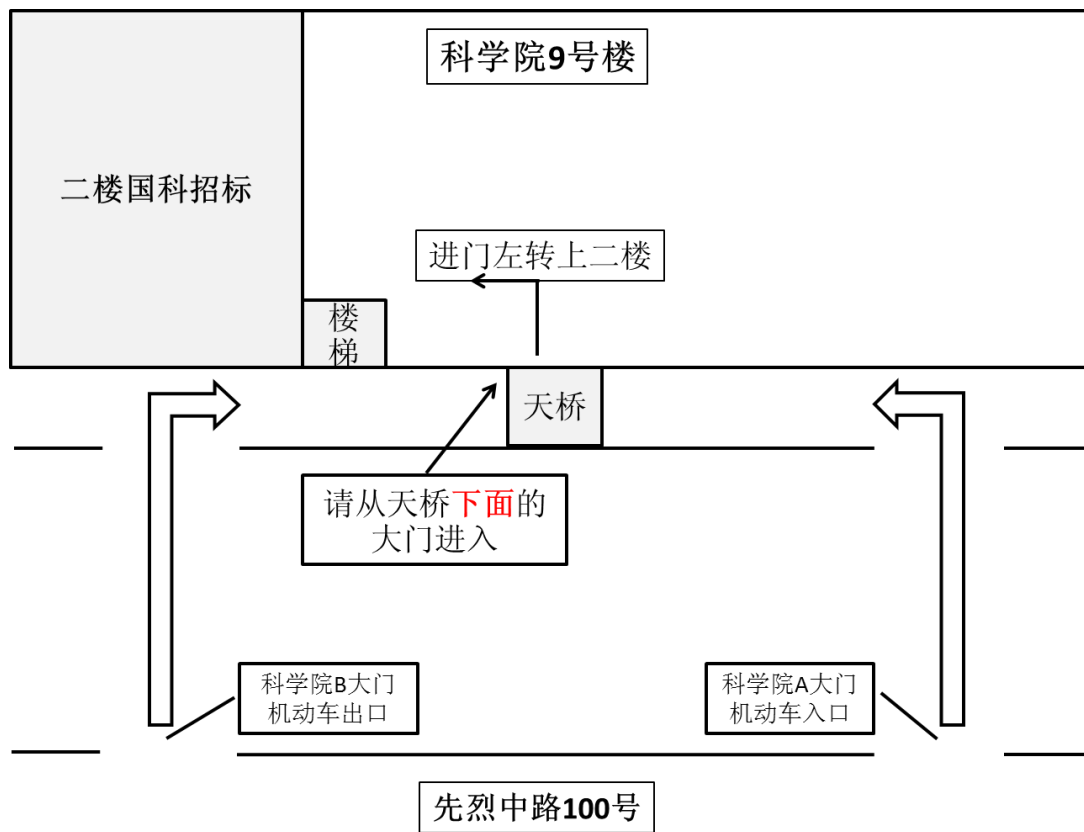 科学院9号楼
二楼国科招标
进门左转上二楼
楼
梯
天桥
请从天桥下面的
大门进入
科学院B大门
机动车出口
科学院A大门
机动车入口
先烈中路100号